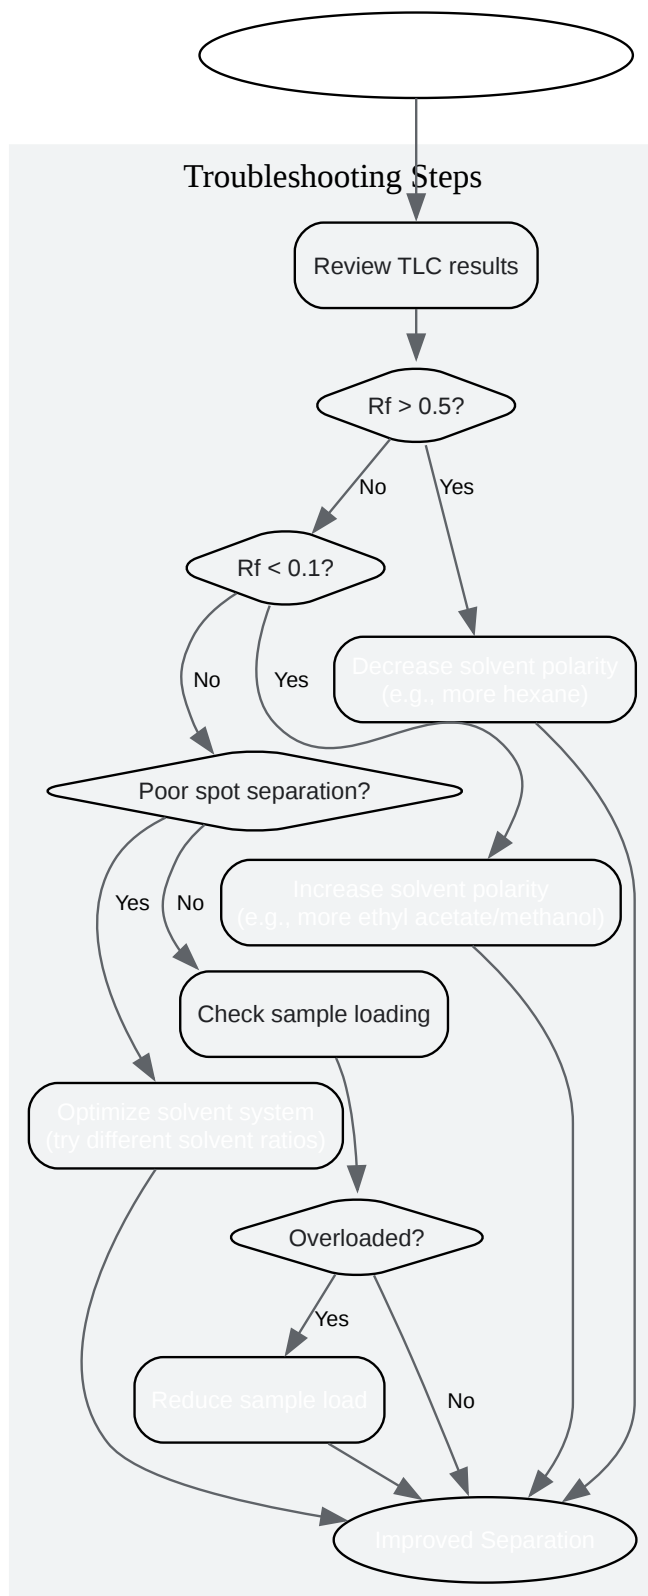 Troubleshooting Steps
Review TLC results
Rf > 0.5?
No
Yes
Rf < 0.1?
No
Yes
Decrease solvent polarity
(e.g., more hexane)
Poor spot separation?
Yes
No
Increase solvent polarity
(e.g., more ethyl acetate/methanol)
Check sample loading
Optimize solvent system
(try different solvent ratios)
Overloaded?
Yes
Reduce sample load
No
Improved Separation